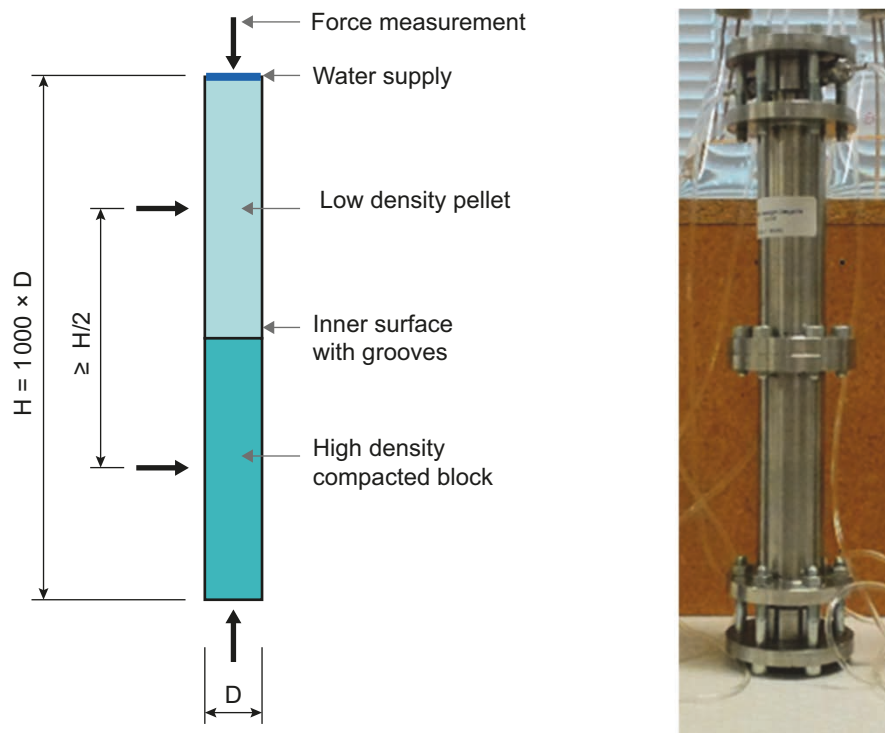 Force measurement
Water supply
Low density pellet
Inner surface
with grooves
High density
compacted block
H = 1000 × D
≥ H/2
D